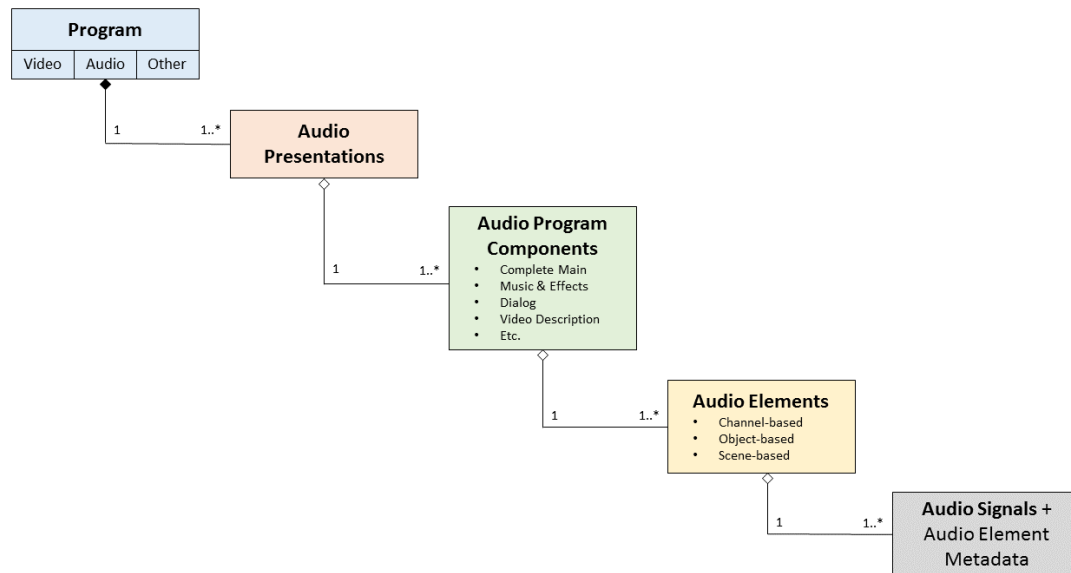 Program
Video Audio Other
1 1..*
Audio
Presentations
1 1..*
Audio Program
Components
• Complete Main
• Music & Effects
• Dialog
• Video Description
• Etc.
1 1..*
Audio Elements
• Channel-based
• Object-based
• Scene-based
1 1..*
Audio Signals +
Audio Element
Metadata